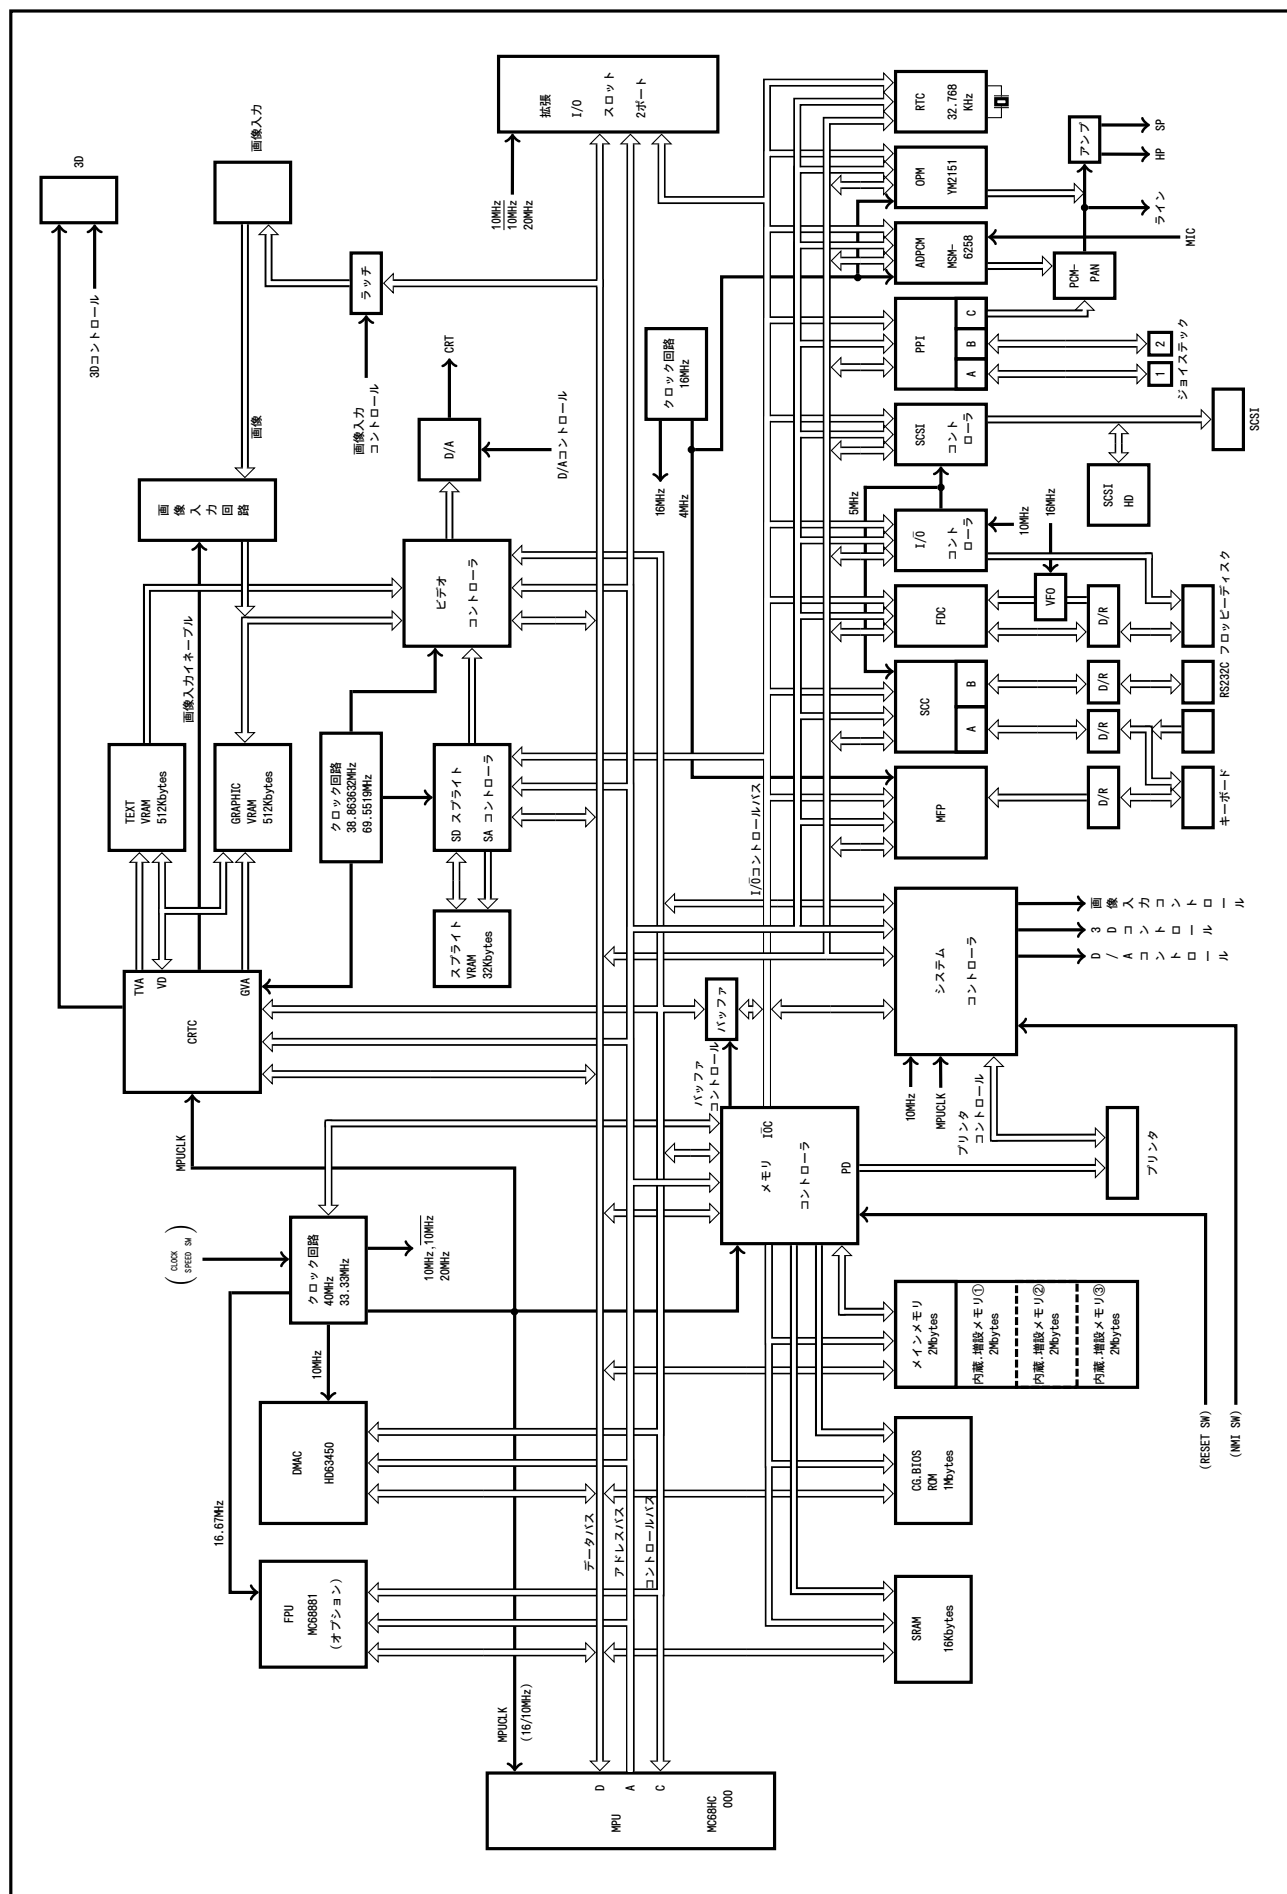 3D
3Dコントロール
画像入力
画像
ラッチ
画像入力
コントロール
拡張
I/O
スロット
2ポート
10MHz
10MHz
20MHz
画像入力回路
画像入力イネーブル
D/A
CRT
D/Aコントロール
ビデオ
コントローラ
クロック回路
16MHz
16MHz
4MHz
TEXT
VRAM
512Kbytes
GRAPHIC
VRAM
512Kbytes
クロック回路
38.863632MHz
69.5519MHz
SD スプライト
SA コントローラ
スプライト
VRAM
32Kbytes
TVA
VD
GVA
CRTC
MPUCLK
(CLOCK
SPEED SW)
クロック回路
40MHz
33.33MHz
10MHz,10MHz
20MHz
10MHz
DMAC
HD63450
16.67MHz
FPU
MC68881
(オプション)
データバス
アドレスバス
コントロールバス
MPUCLK
(16/10MHz)
D
A
C
MPU
MC68HC
000
RTC
32.768
KHz
OPM
YM2151
ADPCM
MSM-
6258
PPI
A
B
C
PCM-
PAN
アンプ
SP
HP
ライン
MIC
1
2
ジョイステック
SCSI
コント
ローラ
SCSI
HD
SCSI
5MHz
I/O
コント
ローラ
10MHz
16MHz
FDC
VFO
D/R
フロッピーディスク
SCC
A
B
D/R
RS232C
D/R
MFP
D/R
キーボード
I/Oコントロールバス
システム
コントローラ
画像入力コントロール
3Dコントロール
D/Aコントロール
10MHz
MPUCLK
プリンタ
コントロール
プリンタ
バッファ
バッファ
コントロール
メモリ
IOC
コントローラ
PD
メインメモリ
2Mbytes
内蔵.増設メモリ①
2Mbytes
内蔵.増設メモリ②
2Mbytes
内蔵.増設メモリ③
2Mbytes
CG.BIOS
ROM
1Mbytes
SRAM
16Kbytes
(RESET SW)
(NMI SW)